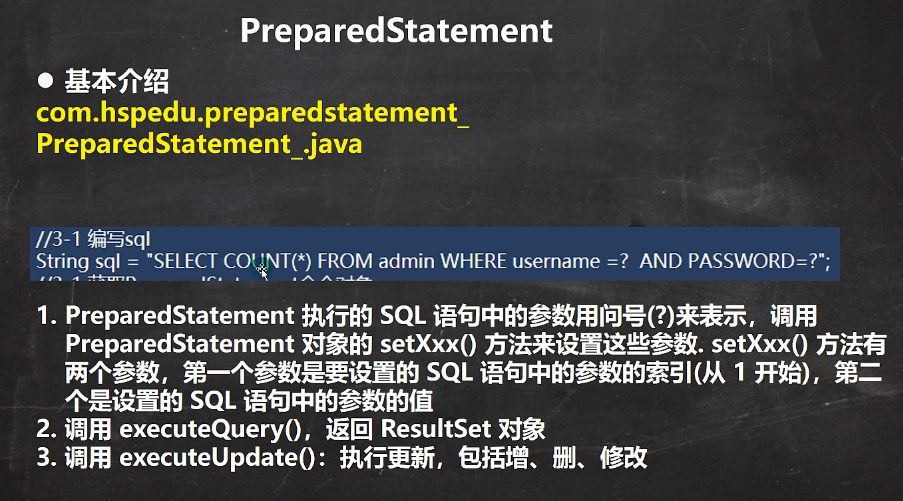 PreparedStatement
● 基本介绍
com.hspedu.preparedstatement_
PreparedStatement_.java
//3-1 编写sql
String sql = "SELECT COUNT(*) FROM admin WHERE username =?  AND PASSWORD=?";
1. PreparedStatement 执行的 SQL 语句中的参数用问号(?)来表示，调用
PreparedStatement 对象的 setXxx() 方法来设置这些参数. setXxx() 方法有
两个参数，第一个参数是要设置的 SQL 语句中的参数的索引(从 1 开始)，第二
个是设置的 SQL 语句中的参数的值
2. 调用 executeQuery()，返回 ResultSet 对象
3. 调用 executeUpdate()：执行更新，包括增、删、修改